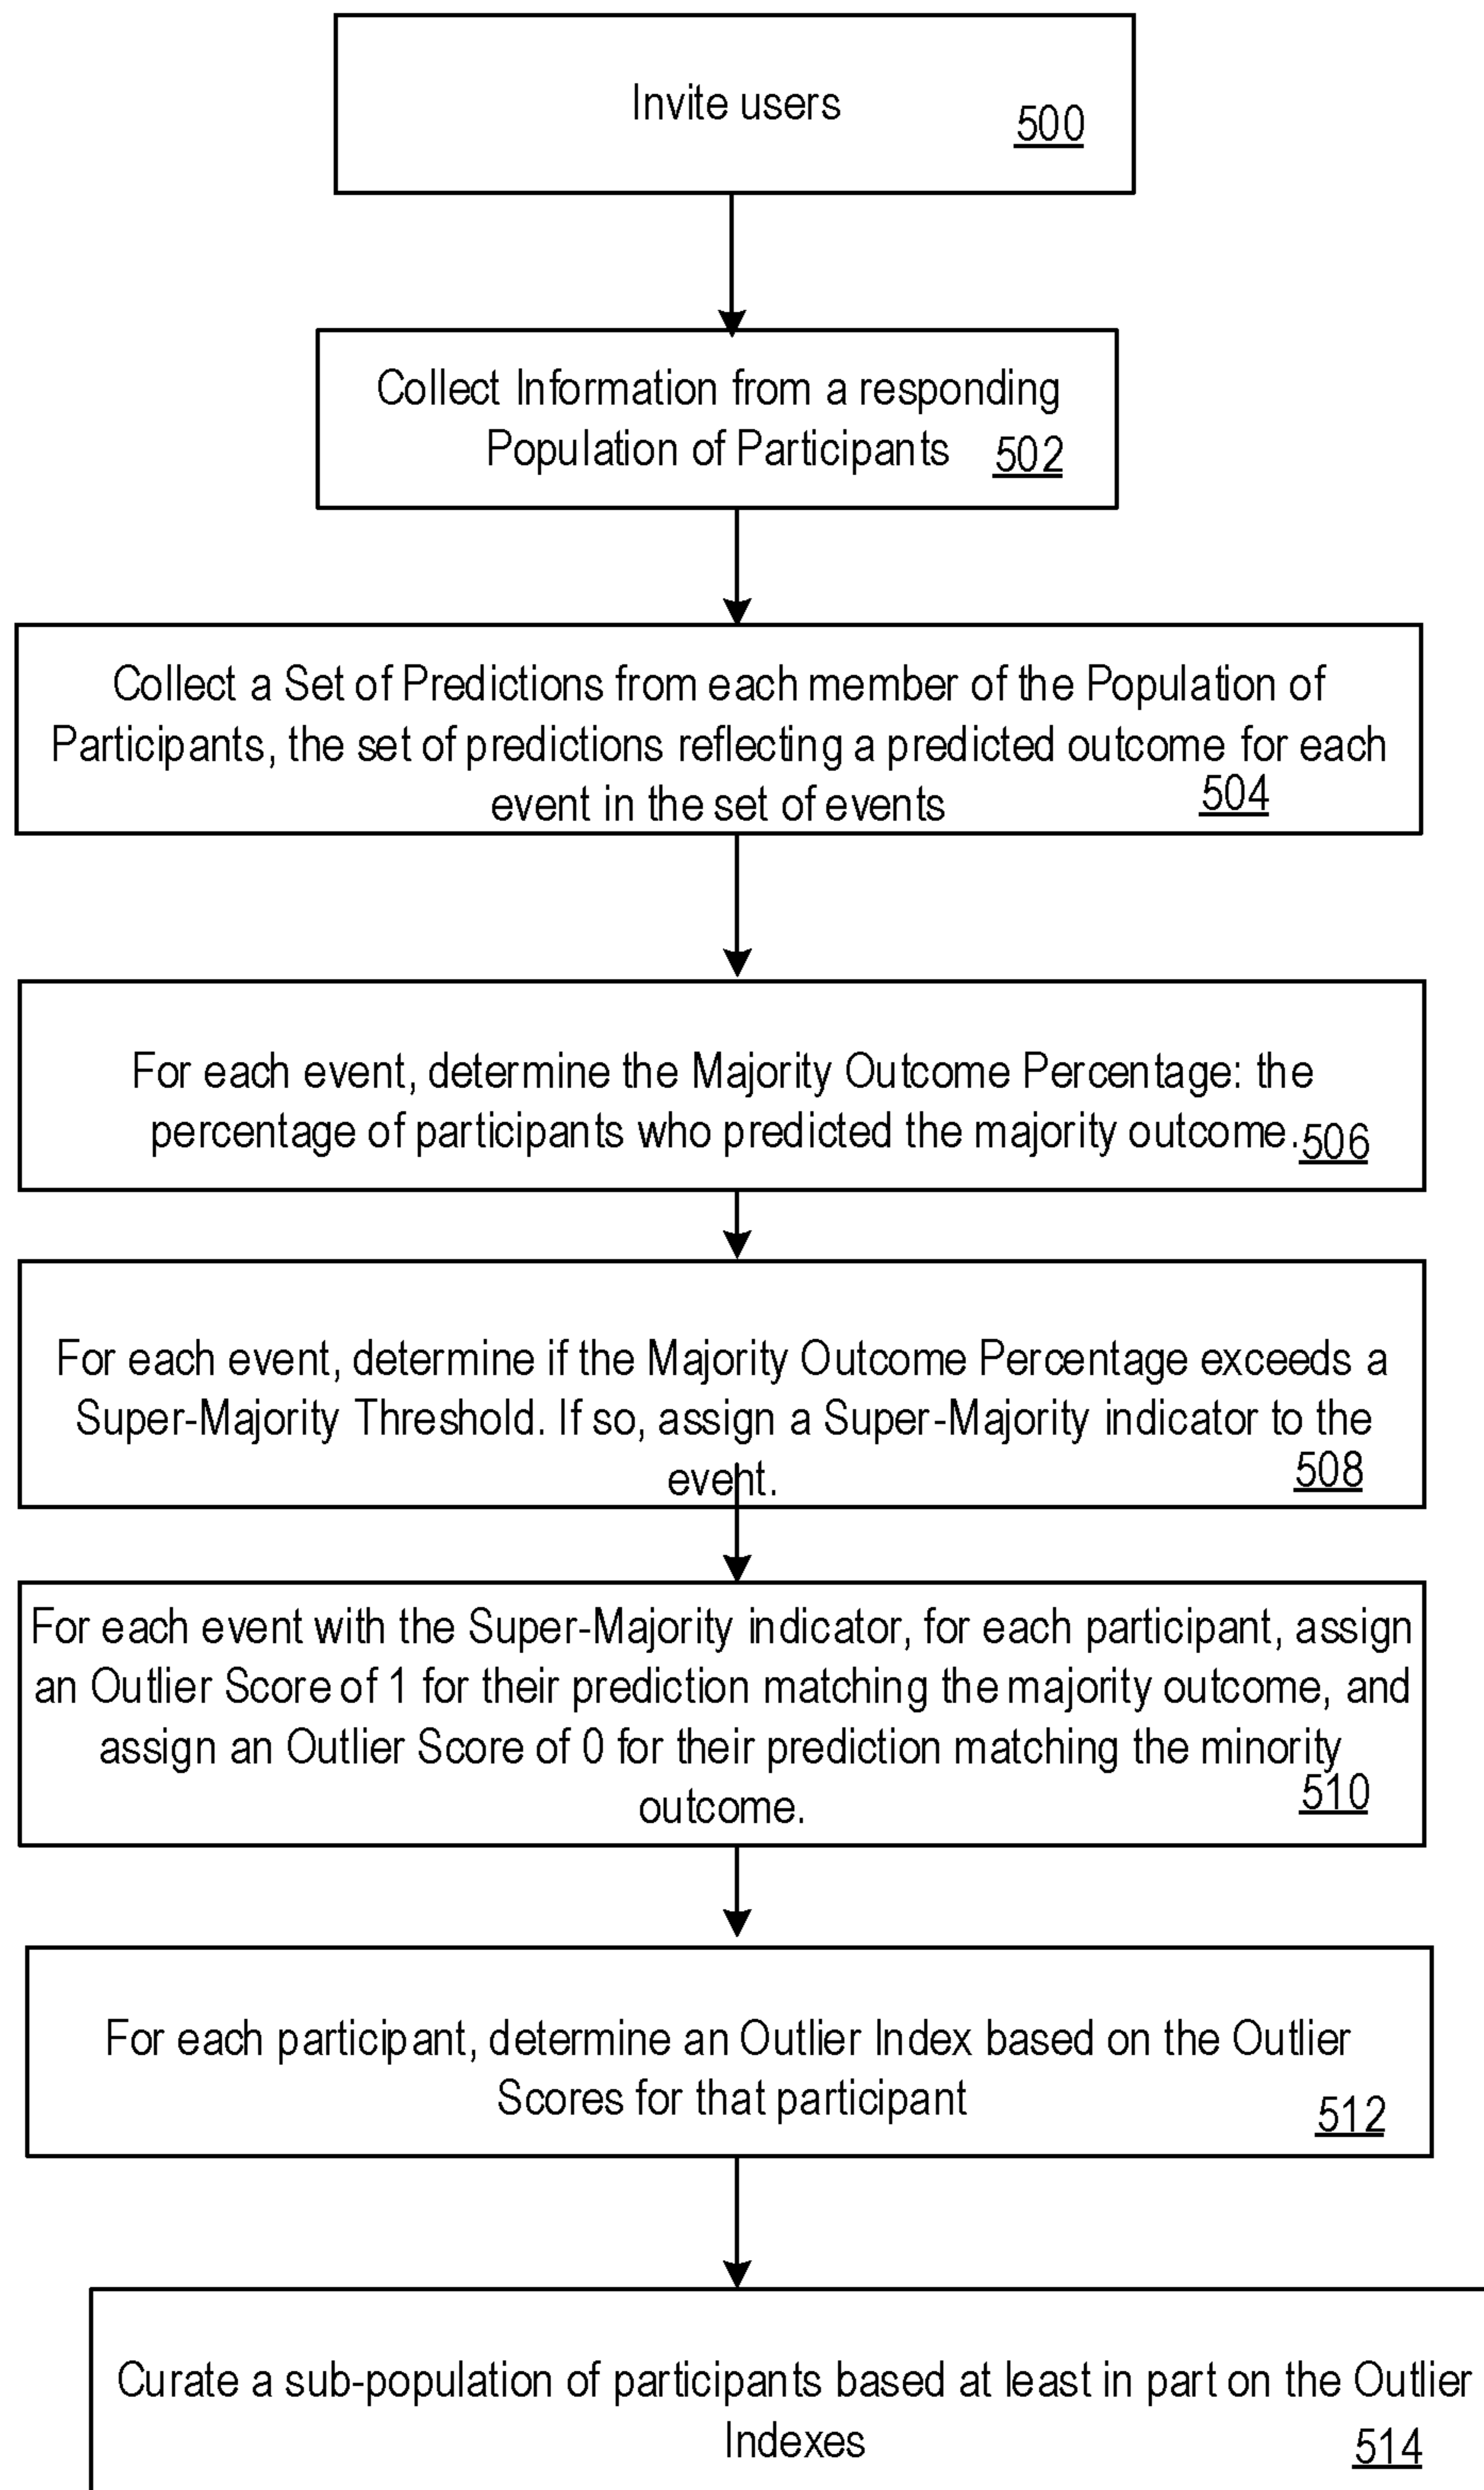 Invite users
500
Collect Information from a responding
Population of Participants 502
Collect a Set of Predictions from each member of the Population of
Participants, the set of predictions reflecting a predicted outcome for each
event in the set of events 504
For each event, determine the Majority Outcome Percentage: the
percentage of participants who predicted the majority outcome. 506
For each event, determine if the Majority Outcome Percentage exceeds a
Super-Majority Threshold. If so, assign a Super-Majority indicator to the
event. 508
For each event with the Super-Majority indicator, for each participant, assign
an Outlier Score of 1 for their prediction matching the majority outcome, and
assign an Outlier Score of 0 for their prediction matching the minority
outcome. 510
For each participant, determine an Outlier Index based on the Outlier
Scores for that participant 512
Curate a sub-population of participants based at least in part on the Outlier
Indexes 514